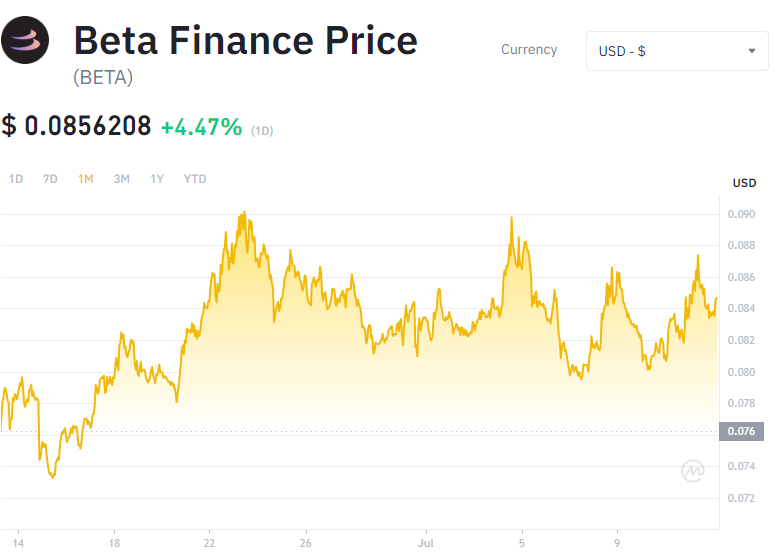 Beta Finance Price
(BETA)
Currency
USD - $
$ 0.0856208 +4.47% (1D)
1D 7D 1M 3M 1Y YTD
USD
0.090
0.088
0.086
0.084
0.082
0.080
0.078
0.076
0.074
0.072
14 18 22 26 Jul 5 9